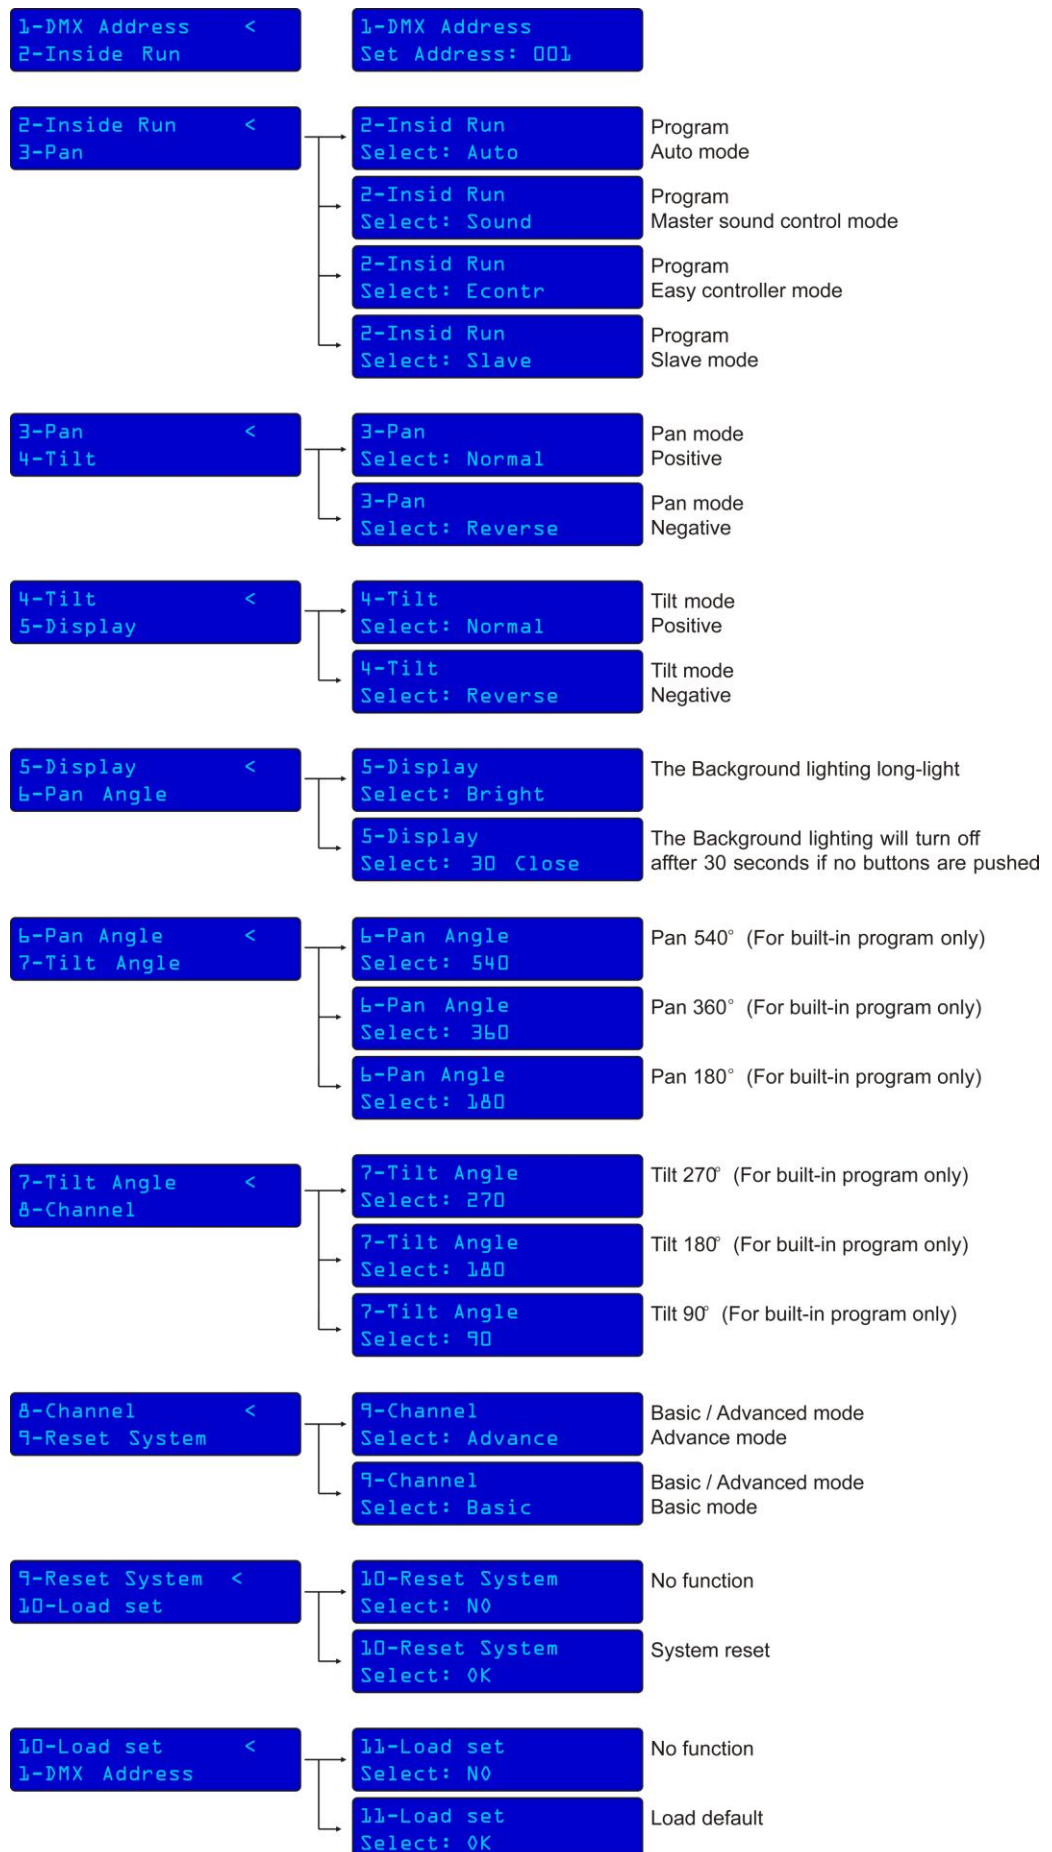 1-DMX Address <
2-Inside Run
1-DMX Address
Set Address: 001
2-Inside Run <
3-Pan
2-Insid Run
Select: Auto
Program
Auto mode
2-Insid Run
Select: Sound
Program
Master sound control mode
2-Insid Run
Select: Econtr
Program
Easy controller mode
2-Insid Run
Select: Slave
Program
Slave mode
3-Pan <
4-Tilt
3-Pan
Select: Normal
Pan mode
Positive
3-Pan
Select: Reverse
Pan mode
Negative
4-Tilt <
5-Display
4-Tilt
Select: Normal
Tilt mode
Positive
4-Tilt
Select: Reverse
Tilt mode
Negative
5-Display <
6-Pan Angle
5-Display
Select: Bright
The Background lighting long-light
5-Display
Select: 30 Close
The Background lighting will turn off
affter 30 seconds if no buttons are pushed
6-Pan Angle <
7-Tilt Angle
6-Pan Angle
Select: 540
Pan 540° (For built-in program only)
6-Pan Angle
Select: 360
Pan 360° (For built-in program only)
6-Pan Angle
Select: 180
Pan 180° (For built-in program only)
7-Tilt Angle <
8-Channel
7-Tilt Angle
Select: 270
Tilt 270° (For built-in program only)
7-Tilt Angle
Select: 180
Tilt 180° (For built-in program only)
7-Tilt Angle
Select: 90
Tilt 90° (For built-in program only)
8-Channel <
9-Reset System
9-Channel
Select: Advance
Basic / Advanced mode
Advance mode
9-Channel
Select: Basic
Basic / Advanced mode
Basic mode
9-Reset System <
10-Load set
10-Reset System
Select: NO
No function
10-Reset System
Select: OK
System reset
10-Load set <
1-DMX Address
11-Load set
Select: NO
No function
11-Load set
Select: OK
Load default